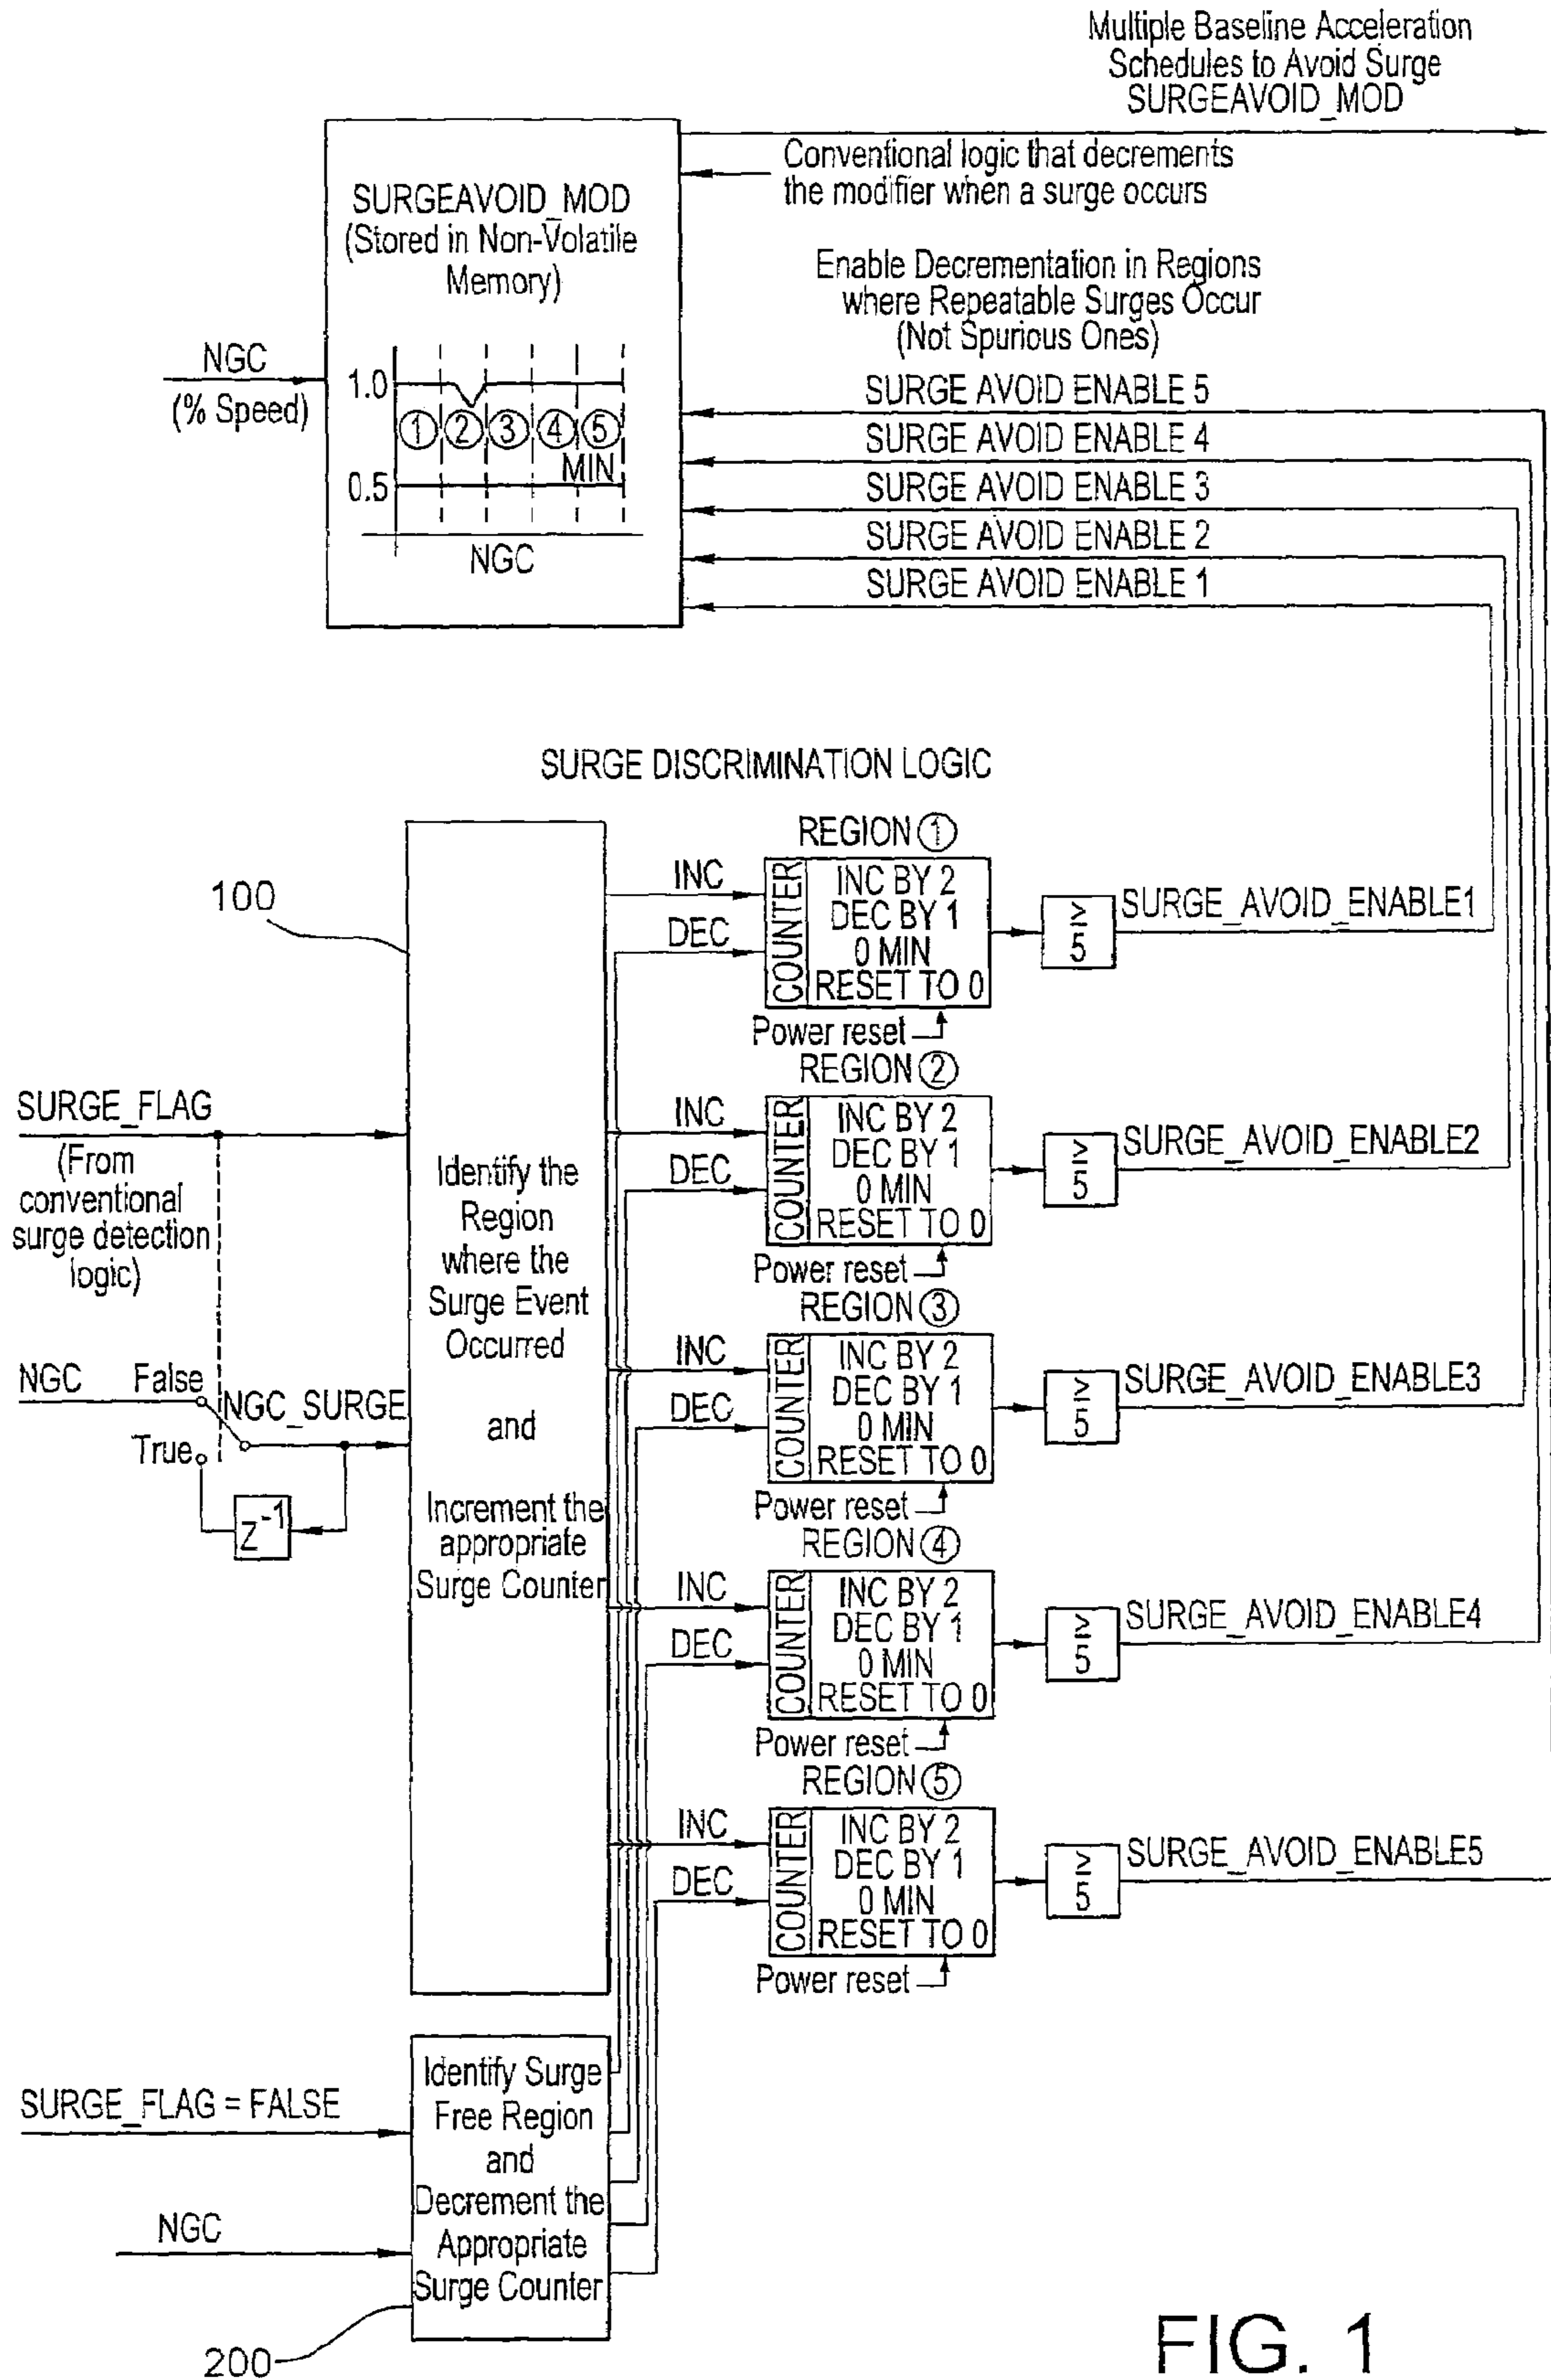 Multiple Baseline Acceleration
Schedules to Avoid Surge
SURGEAVOID_MOD
Conventional logic that decrements
the modifier when a surge occurs
SURGEAVOID_MOD
(Stored in Non-Volatile
Memory)
Enable Decrementation in Regions
where Repeatable Surges Occur
(Not Spurious Ones)
NGC
(% Speed)
1.0
1 2 3 4 5
MIN
0.5
NGC
SURGE AVOID ENABLE 5
SURGE AVOID ENABLE 4
SURGE AVOID ENABLE 3
SURGE AVOID ENABLE 2
SURGE AVOID ENABLE 1
SURGE DISCRIMINATION LOGIC
100
SURGE_FLAG
(From
conventional
surge detection
logic)
NGC
False
NGC_SURGE
True
Z-1
Identify the
Region
where the
Surge Event
Occurred
and
Increment the
appropriate
Surge Counter
REGION 1
INC
DEC
COUNTER
INC BY 2
DEC BY 1
0 MIN
RESET TO 0
Power reset
≥
5
SURGE_AVOID_ENABLE1
REGION 2
INC
DEC
COUNTER
INC BY 2
DEC BY 1
0 MIN
RESET TO 0
Power reset
≥
5
SURGE_AVOID_ENABLE2
REGION 3
INC
DEC
COUNTER
INC BY 2
DEC BY 1
0 MIN
RESET TO 0
Power reset
≥
5
SURGE_AVOID_ENABLE3
REGION 4
INC
DEC
COUNTER
INC BY 2
DEC BY 1
0 MIN
RESET TO 0
Power reset
≥
5
SURGE_AVOID_ENABLE4
REGION 5
INC
DEC
COUNTER
INC BY 2
DEC BY 1
0 MIN
RESET TO 0
Power reset
≥
5
SURGE_AVOID_ENABLE5
SURGE_FLAG = FALSE
NGC
Identify Surge
Free Region
and
Decrement the
Appropriate
Surge Counter
200
FIG. 1